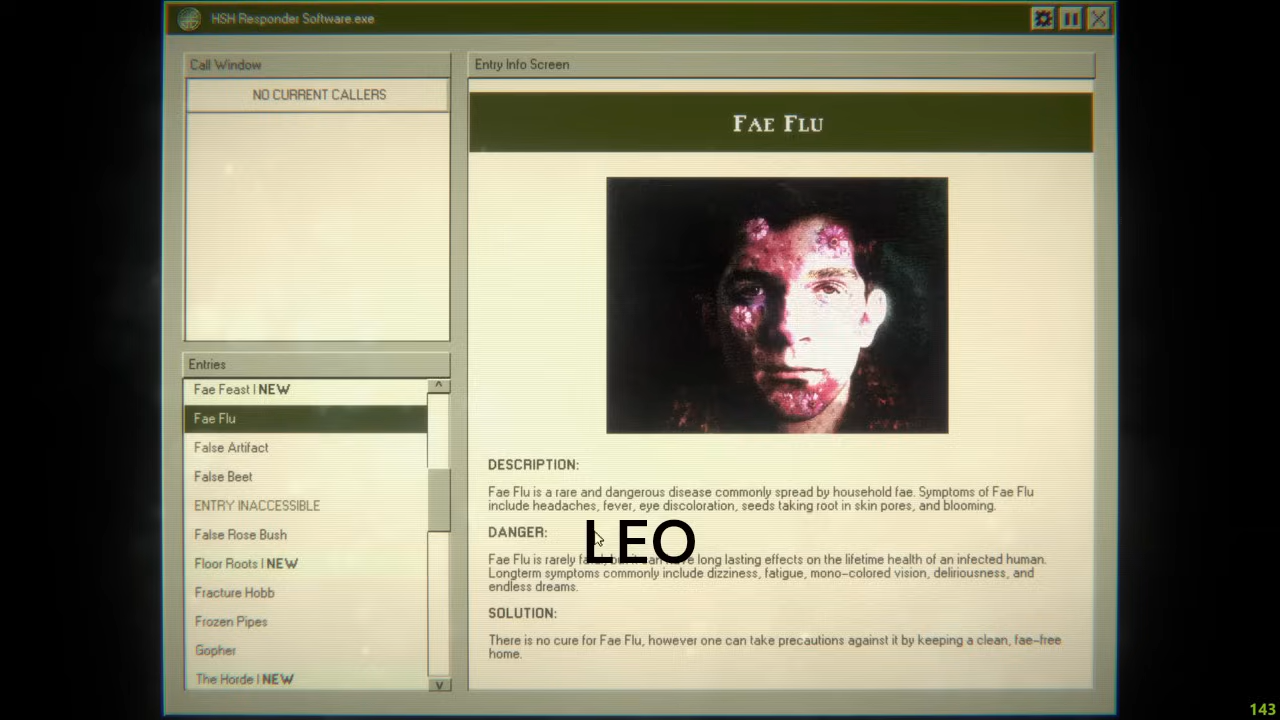 HSH Responder Software.exe
Call Window
NO CURRENT CALLERS
Entries
Fae Feast | NEW
Fae Flu
False Artifact
False Beet
ENTRY INACCESSIBLE
False Rose Bush
Floor Roots | NEW
Fracture Hobb
Frozen Pipes
Gopher
The Horde | NEW
Entry Info Screen
FAE FLU
DESCRIPTION:
Fae Flu is a rare and dangerous disease commonly spread by household fae. Symptoms of Fae Flu
include headaches, fever, eye discoloration, seeds taking root in skin pores, and blooming.
DANGER:
LEO
Fae Flu is rarely long lasting effects on the lifetime health of an infected human.
Longterm symptoms commonly include dizziness, fatigue, mono-colored vision, deliriousness, and
endless dreams.
SOLUTION:
There is no cure for Fae Flu, however one can take precautions against it by keeping a clean, fae-free
home.
143